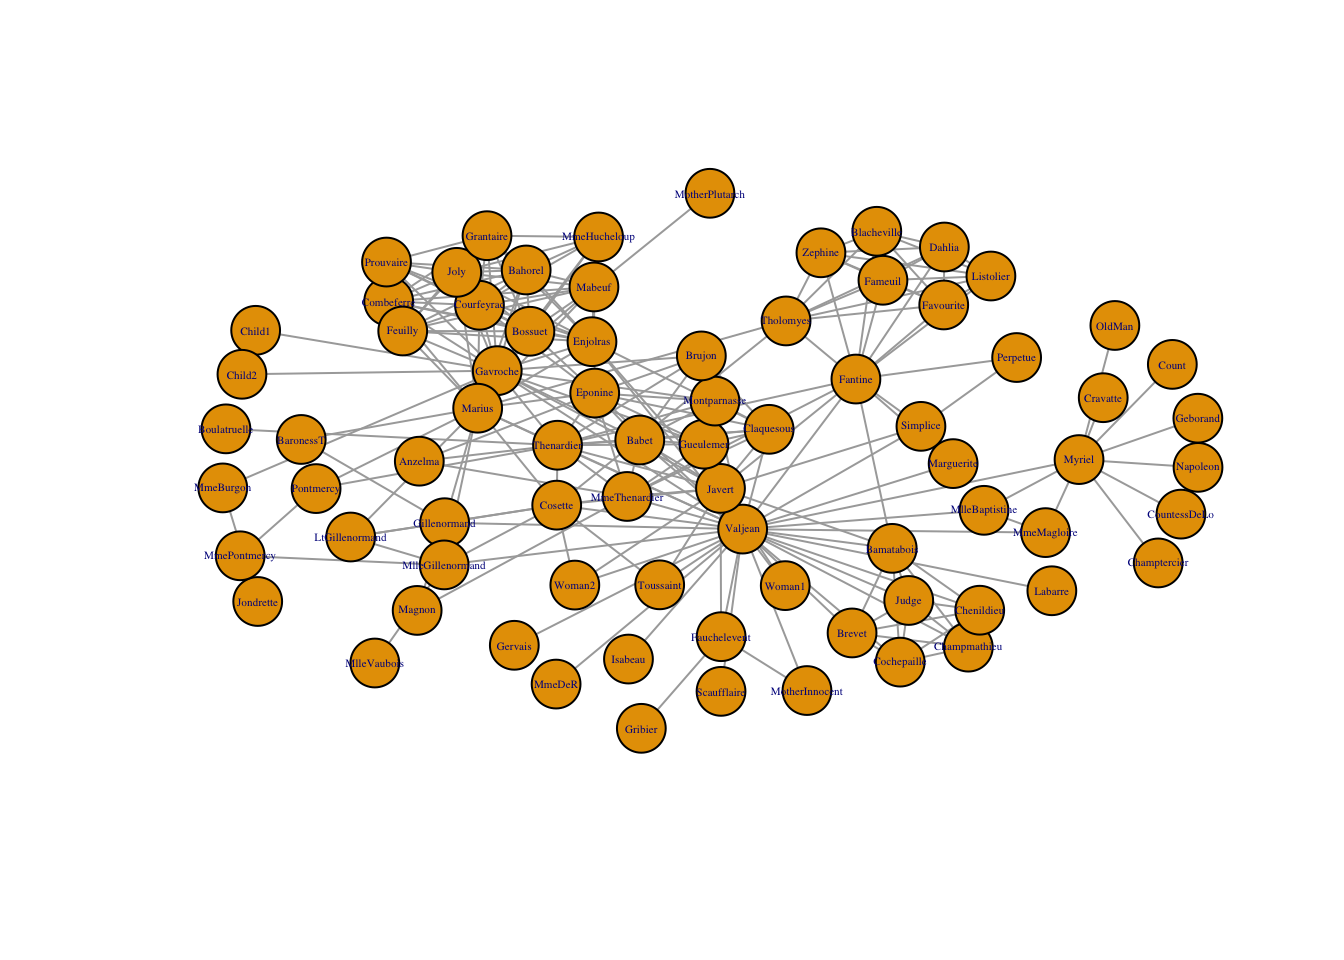 MotherPlutarch
Grantaire
MmeHucheloup
Blacheville
Dahlia
Zephine
Prouvaire
Joly
Bahorel
Listolier
Fameuil
Mabeuf
Combeferre
Courfeyrac
Favourite
Tholomyes
OldMan
Child1
Feuilly
Bossuet
Enjolras
Brujon
Perpetue
Count
Child2
Gavroche
Fantine
Eponine
Cravatte
Montparnasse
Marius
Geborand
Simplice
Boulatruelle
Claquesous
BaronessT
Babet
Thenardier
Gueulemer
Anzelma
Myriel
Marguerite
Napoleon
MmeBurgon
Pontmercy
Javert
MmeThenardier
Cosette
MlleBaptistine
CountessDeLo
Gillenormand
Valjean
MmeMagloire
LtGillenormand
Bamatabois
MmePontmercy
Champtercier
MlleGillenormand
Woman2
Toussaint
Woman1
Labarre
Jondrette
Judge
Magnon
Chenildieu
Brevet
Fauchelevent
Gervais
Champmathieu
Isabeau
Cochepaille
MlleVaubois
MmeDeR
Scaufflaire
MotherInnocent
Gribier